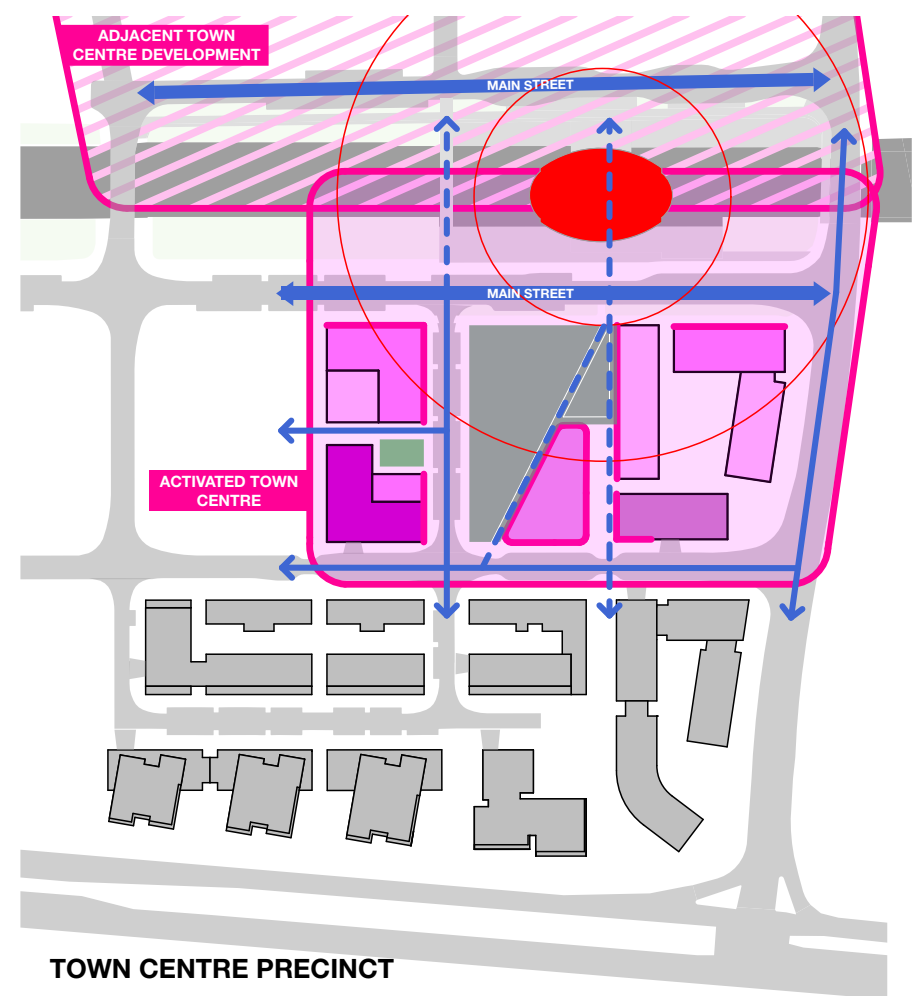 ADJACENT TOWN
CENTRE DEVELOPMENT
MAIN STREET
MAIN STREET
ACTIVATED TOWN
CENTRE
TOWN CENTRE PRECINCT